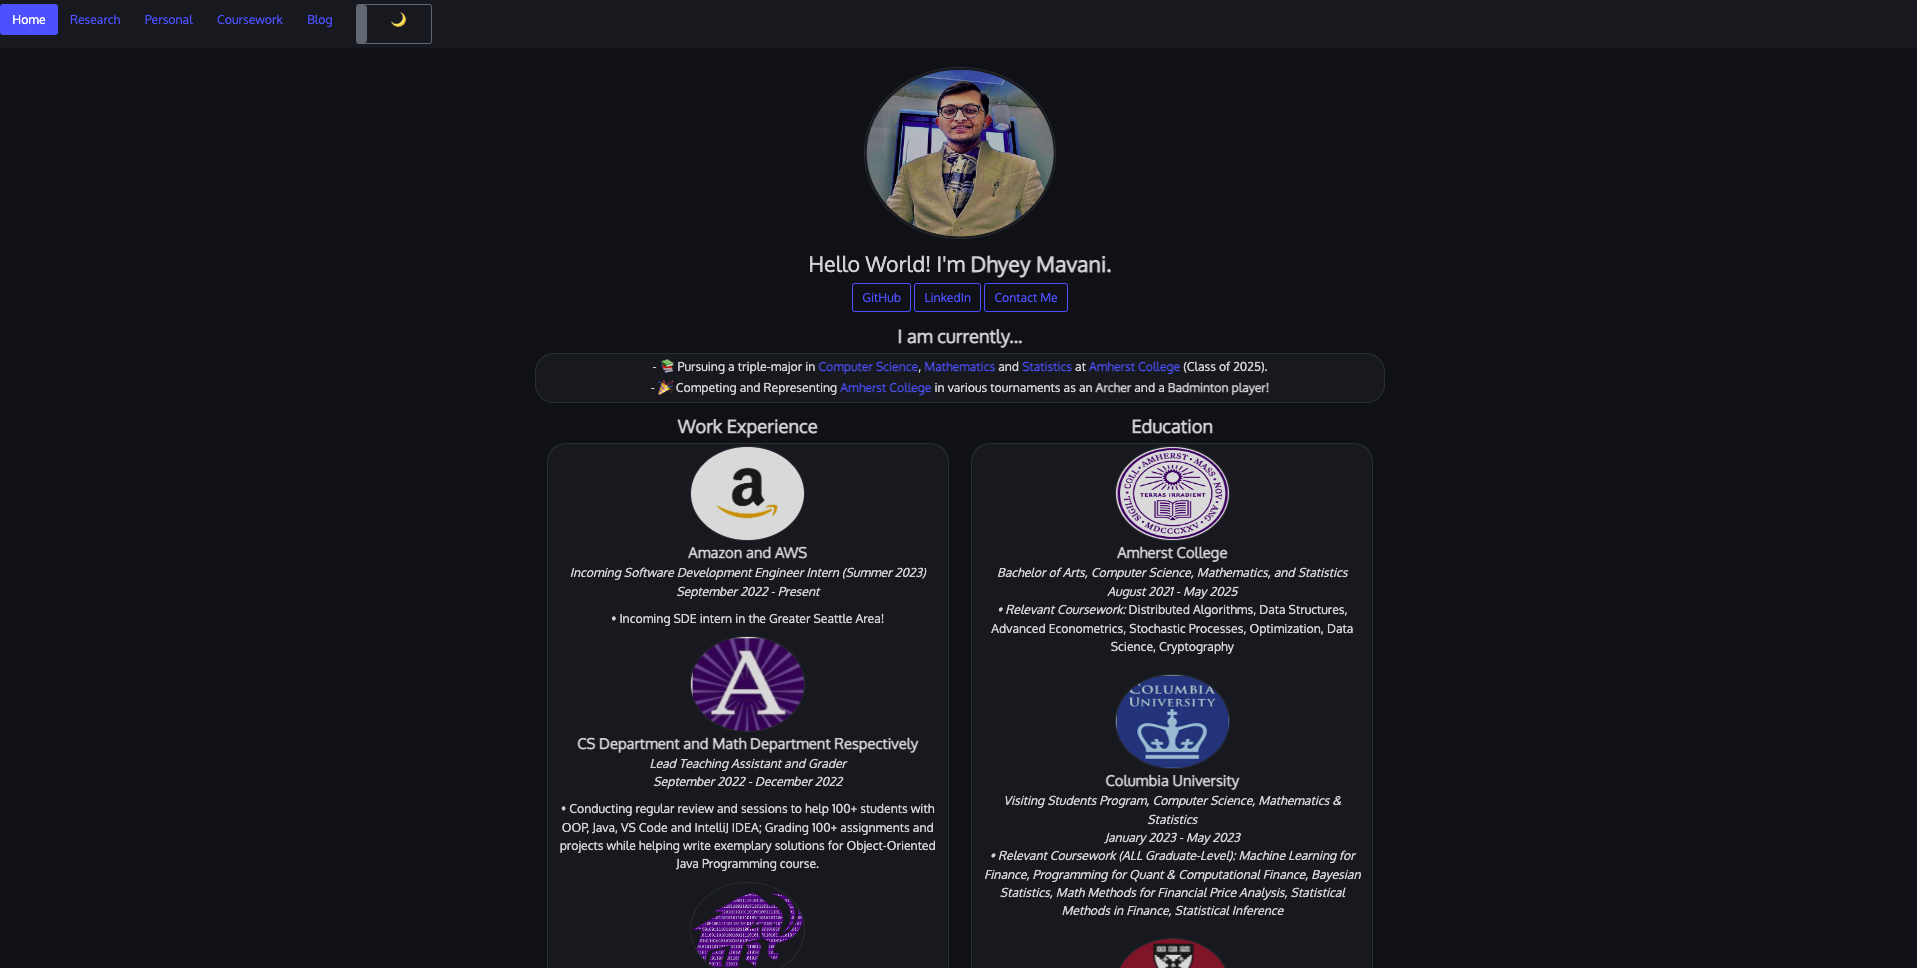 Home Research Personal Coursework Blog
Hello World! I'm Dhyey Mavani.
GitHub LinkedIn Contact Me
I am currently...
- 📚 Pursuing a triple-major in Computer Science, Mathematics and Statistics at Amherst College (Class of 2025).
- 🎉 Competing and Representing Amherst College in various tournaments as an Archer and a Badminton player!
Work Experience
a
Amazon and AWS
Incoming Software Development Engineer Intern (Summer 2023)
September 2022 - Present
• Incoming SDE intern in the Greater Seattle Area!
A
CS Department and Math Department Respectively
Lead Teaching Assistant and Grader
September 2022 - December 2022
• Conducting regular review and sessions to help 100+ students with
OOP, Java, VS Code and IntelliJ IDEA; Grading 100+ assignments and
projects while helping write exemplary solutions for Object-Oriented
Java Programming course.
Education
SIGILL • COLL • AMHERST • MASS • NOV • ANG • MDCCCXXV
TERRAS IRRADIENT
Amherst College
Bachelor of Arts, Computer Science, Mathematics, and Statistics
August 2021 - May 2025
• Relevant Coursework: Distributed Algorithms, Data Structures,
Advanced Econometrics, Stochastic Processes, Optimization, Data
Science, Cryptography
COLUMBIA
UNIVERSITY
Columbia University
Visiting Students Program, Computer Science, Mathematics &
Statistics
January 2023 - May 2023
• Relevant Coursework (ALL Graduate-Level): Machine Learning for
Finance, Programming for Quant & Computational Finance, Bayesian
Statistics, Math Methods for Financial Price Analysis, Statistical
Methods in Finance, Statistical Inference